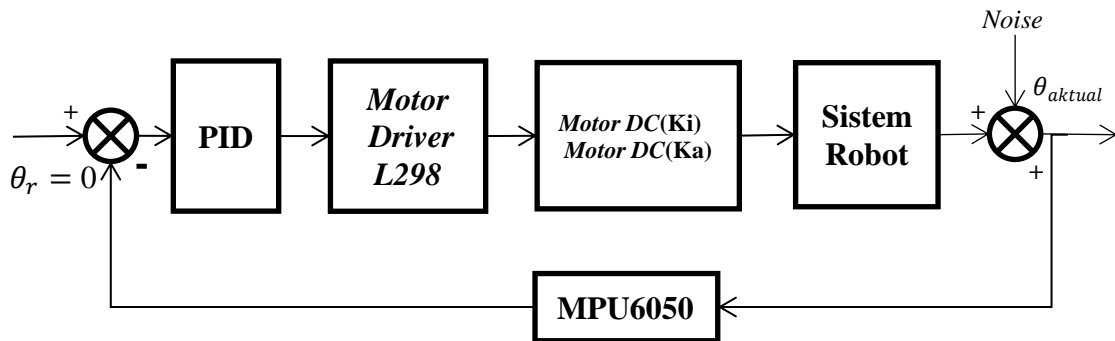 Noise
θaktual
+
-
θr = 0
PID
Motor
Driver
L298
Motor DC(Ki)
Motor DC(Ka)
Sistem
Robot
+
+
MPU6050